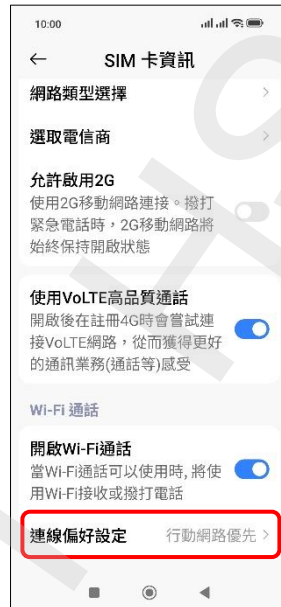 10:00
SIM 卡資訊
網路類型選擇
選取電信商
允許啟用2G
使用2G移動網路連接。撥打
緊急電話時，2G移動網路將
始終保持開啟狀態
使用VoLTE高品質通話
開啟後在註冊4G時會嘗試連
接VoLTE網路，從而獲得更好
的通訊業務(通話等)感受
Wi-Fi 通話
開啟Wi-Fi通話
當Wi-Fi通話可以使用時, 將使
用Wi-Fi接收或撥打電話
連線偏好設定 行動網路優先